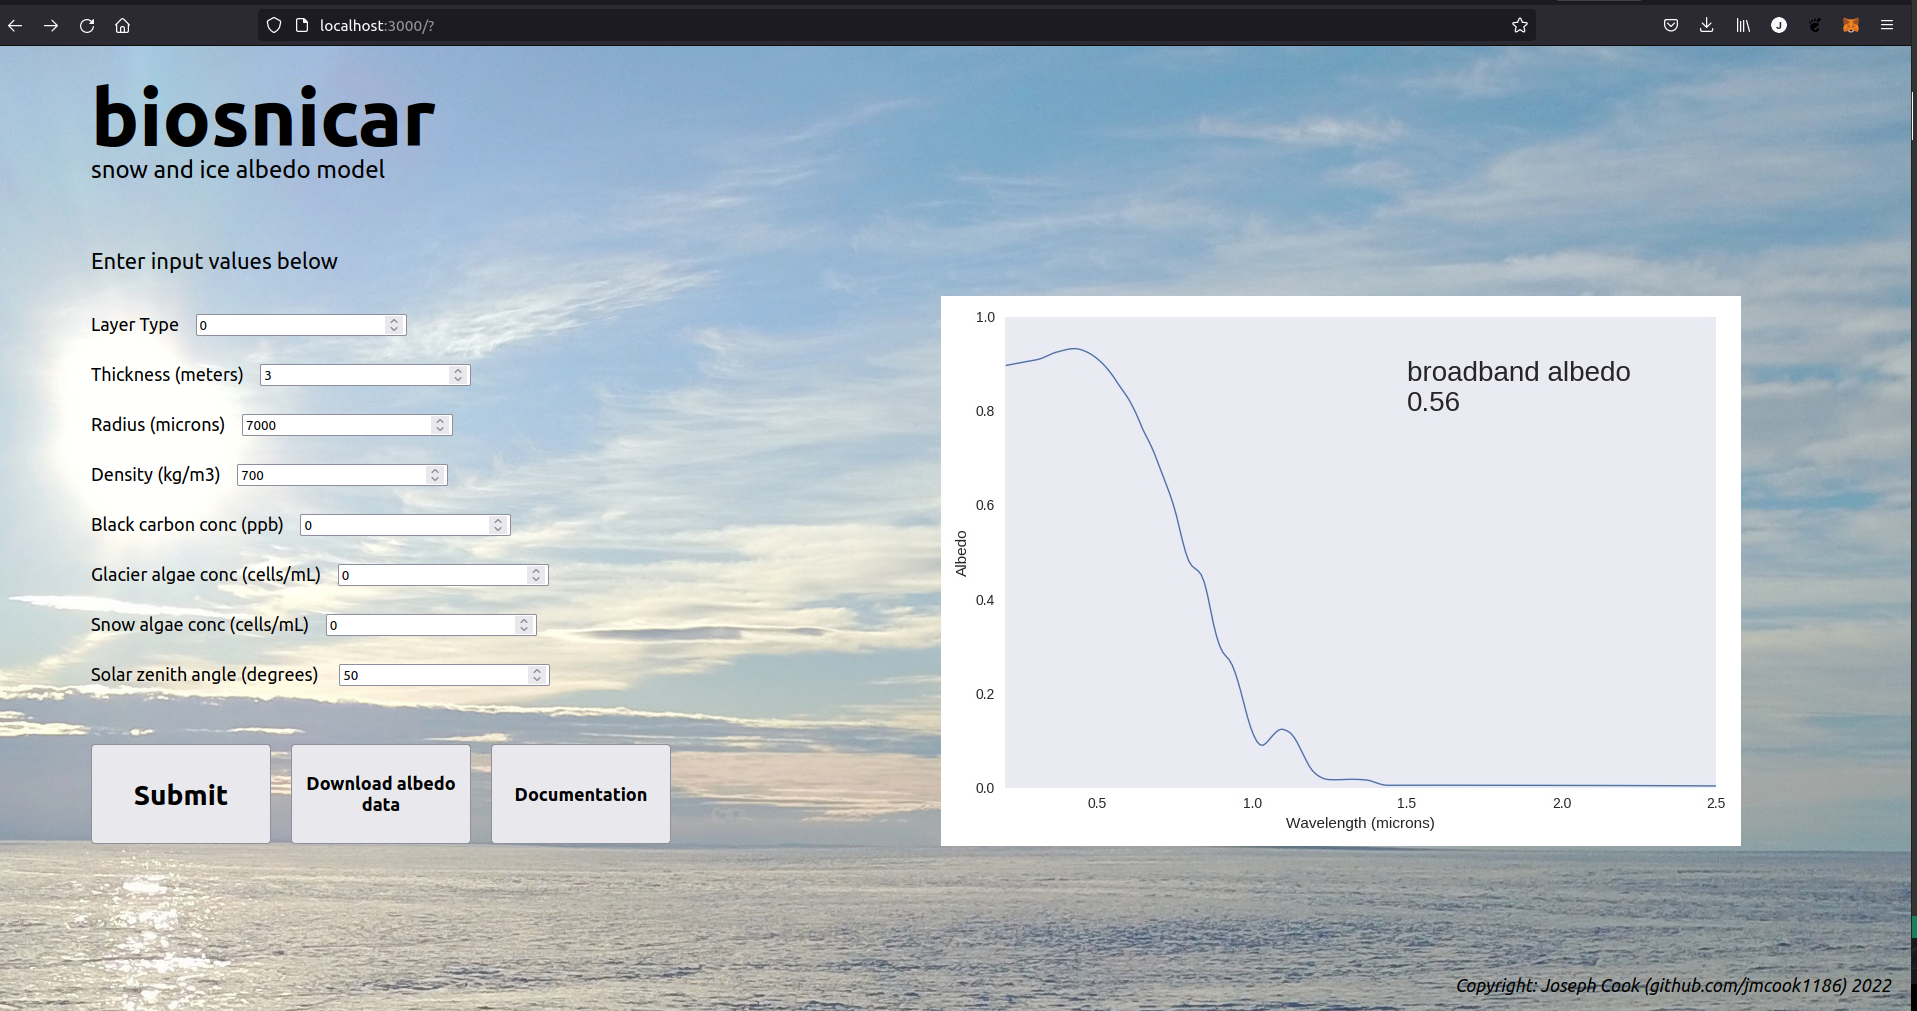 localhost:3000/?
biosnicar
snow and ice albedo model
Enter input values below
Layer Type 0
Thickness (meters) 3
Radius (microns) 7000
Density (kg/m3) 700
Black carbon conc (ppb) 0
Glacier algae conc (cells/mL) 0
Snow algae conc (cells/mL) 0
Solar zenith angle (degrees) 50
Submit
Download albedo
data
Documentation
broadband albedo
0.56
1.0
0.8
0.6
0.4
0.2
0.0
Albedo
0.5 1.0 1.5 2.0 2.5
Wavelength (microns)
Copyright: Joseph Cook (github.com/jmcook1186) 2022
J